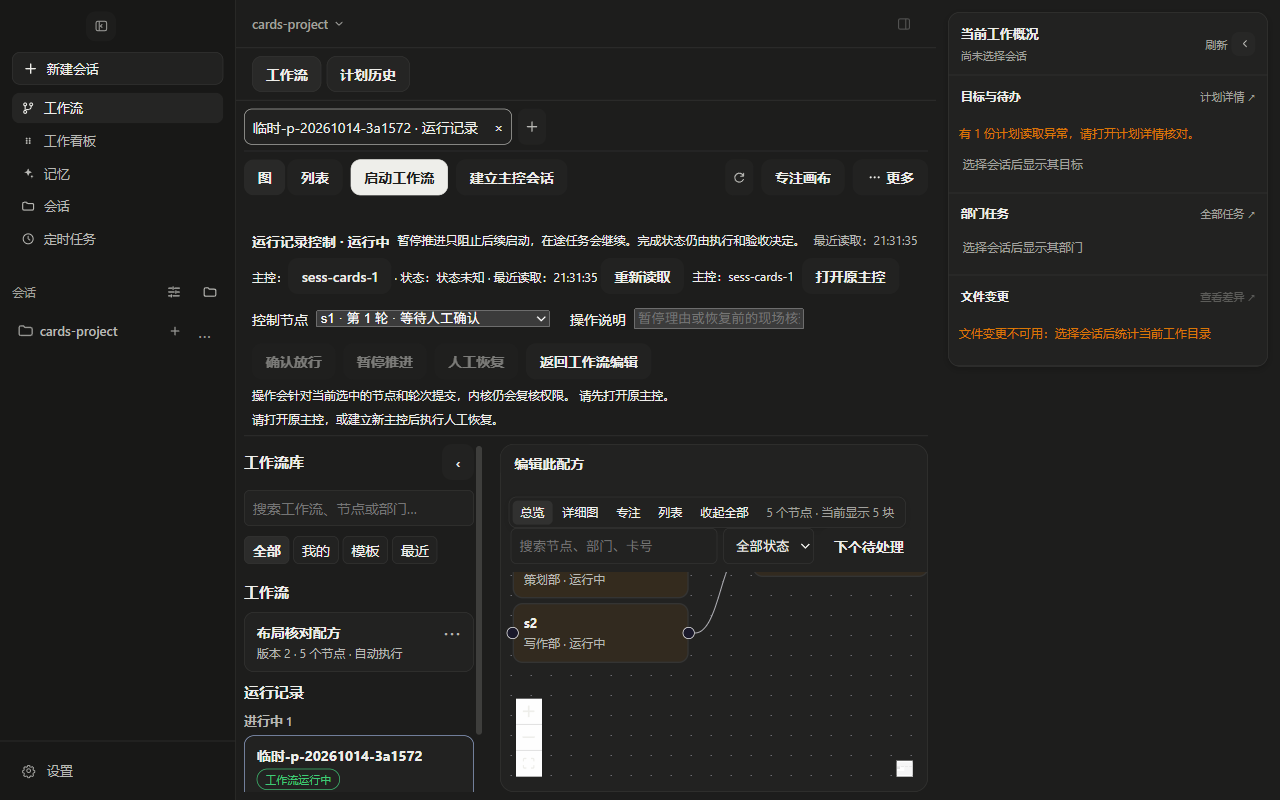 新建会话
工作流
工作看板
记忆
会话
定时任务
会话
cards-project
设置
cards-project
工作流 计划历史
临时-p-20261014-3a1572 · 运行记录
图 列表 启动工作流 建立主控会话 专注画布 ··· 更多
运行记录控制 · 运行中 暂停推进只阻止后续启动，在途任务会继续。完成状态仍由执行和验收决定。 最近读取：21:31:35
主控： sess-cards-1 · 状态：状态未知 · 最近读取：21:31:35 重新读取 主控：sess-cards-1 打开原主控
控制节点 s1 · 第 1 轮 · 等待人工确认 操作说明 暂停理由或恢复前的现场核
确认放行 暂停推进 人工恢复 返回工作流编辑
操作会针对当前选中的节点和轮次提交，内核仍会复核权限。 请先打开原主控。
请打开原主控，或建立新主控后执行人工恢复。
工作流库
搜索工作流、节点或部门...
全部 我的 模板 最近
工作流
布局核对配方
版本 2 · 5 个节点 · 自动执行
运行记录
进行中 1
临时-p-20261014-3a1572
工作流运行中
编辑此配方
总览 详细图 专注 列表 收起全部 5 个节点 · 当前显示 5 块
搜索节点、部门、卡号 全部状态 下个待处理
策划部 · 运行中
s2
写作部 · 运行中
当前工作概况
尚未选择会话
刷新
目标与待办 计划详情 ↗
有 1 份计划读取异常，请打开计划详情核对。
选择会话后显示其目标
部门任务 全部任务 ↗
选择会话后显示其部门
文件变更 查看差异 ↗
文件变更不可用：选择会话后统计当前工作目录